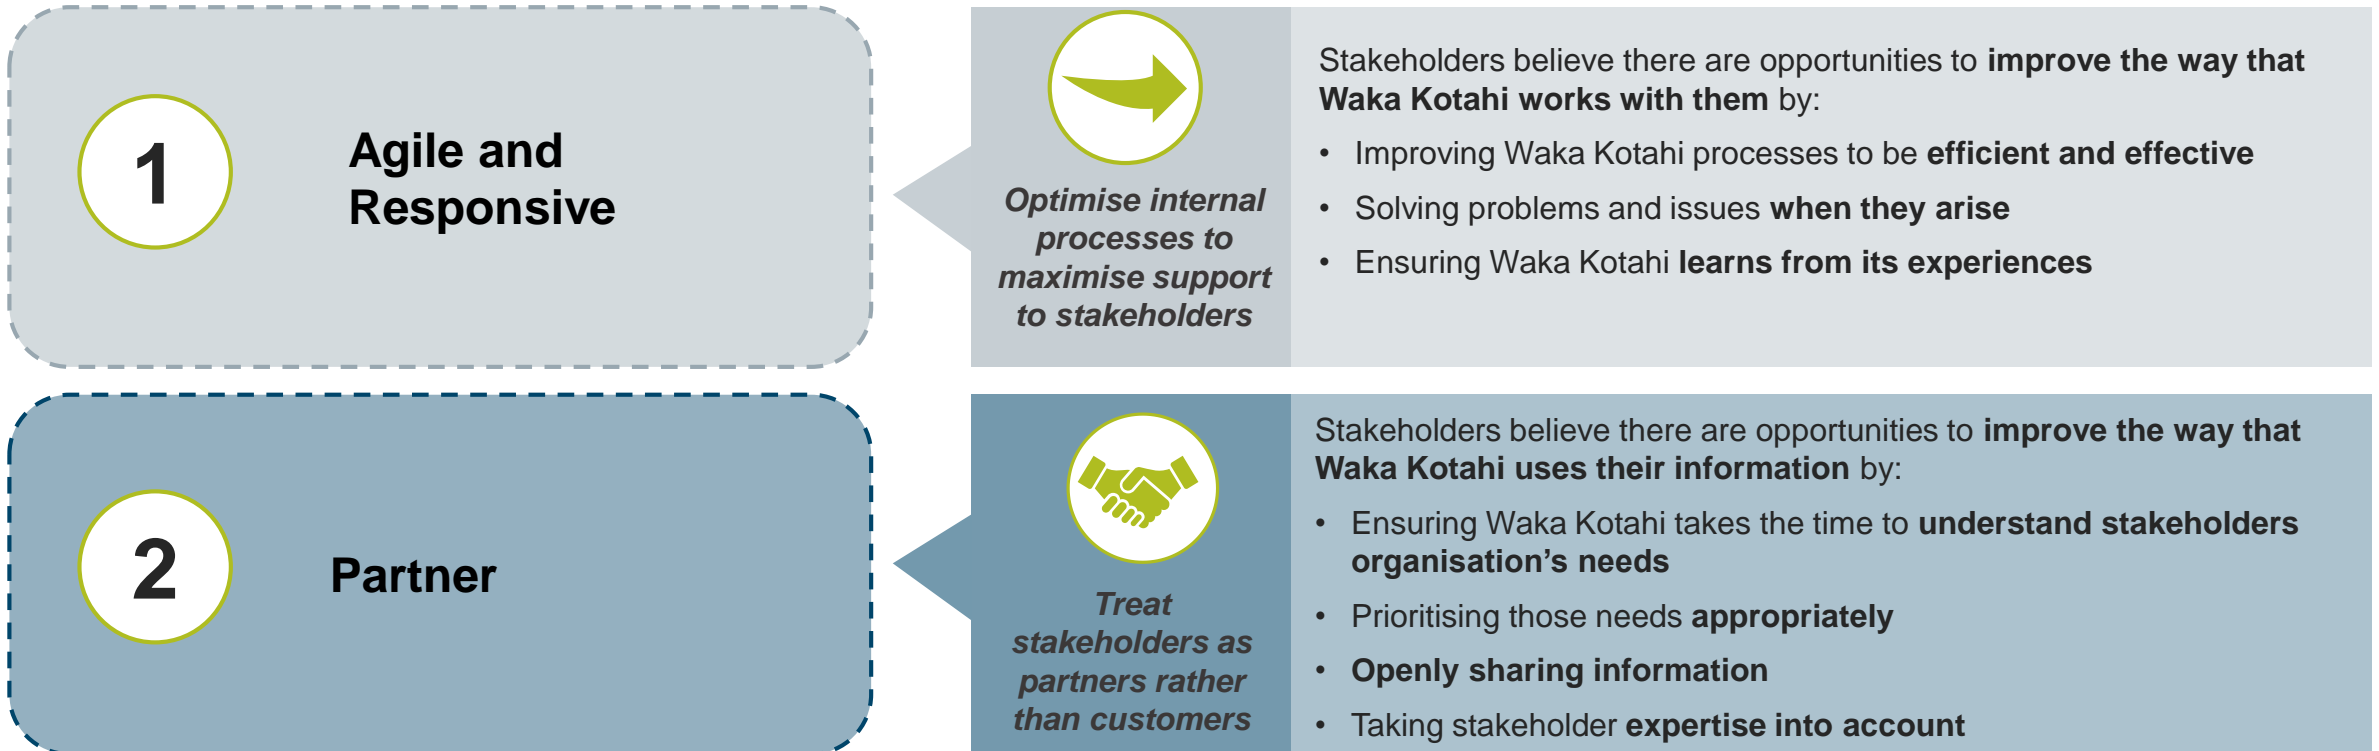 1
Agile and
Responsive
Optimise internal
processes to
maximise support
to stakeholders
Stakeholders believe there are opportunities to improve the way that
Waka Kotahi works with them by:
• Improving Waka Kotahi processes to be efficient and effective
• Solving problems and issues when they arise
• Ensuring Waka Kotahi learns from its experiences
2
Partner
Treat
stakeholders as
partners rather
than customers
Stakeholders believe there are opportunities to improve the way that
Waka Kotahi uses their information by:
• Ensuring Waka Kotahi takes the time to understand stakeholders
organisation’s needs
• Prioritising those needs appropriately
• Openly sharing information
• Taking stakeholder expertise into account